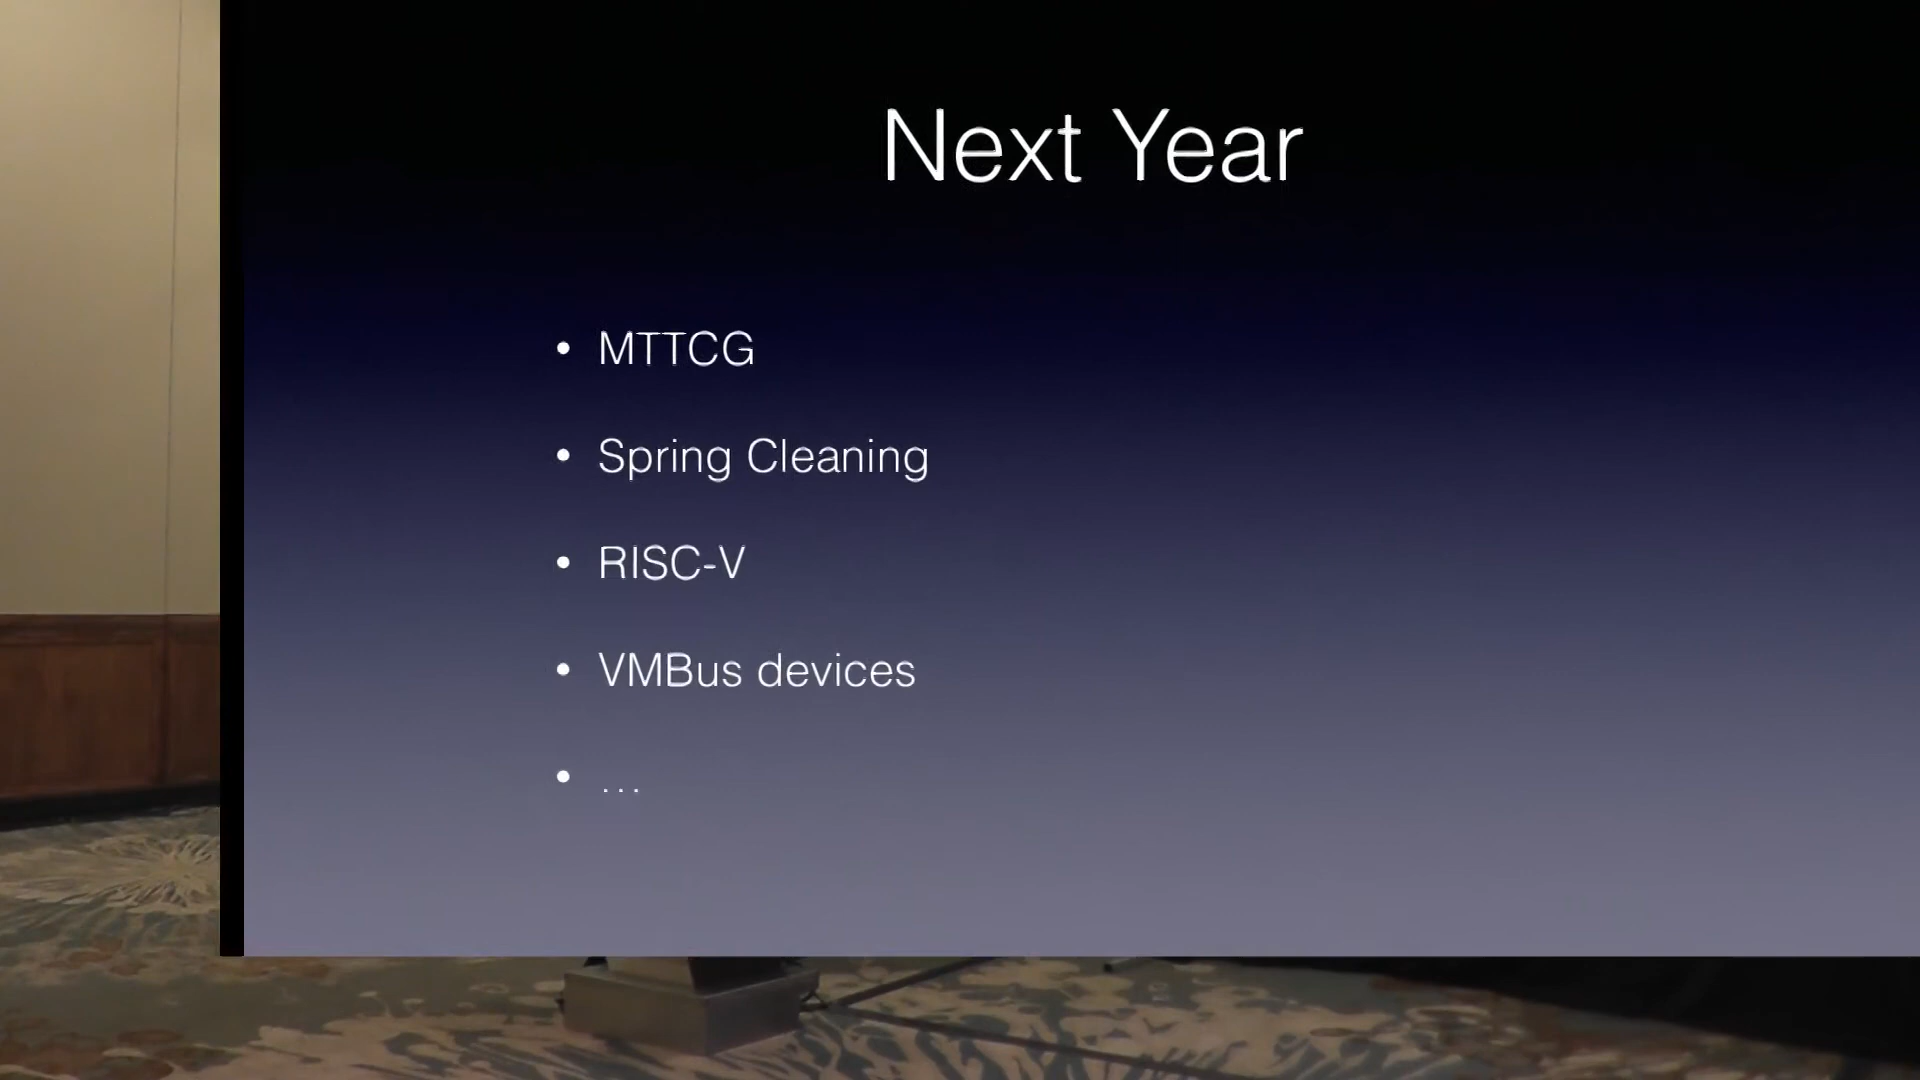 Next Year
• MTTCG
• Spring Cleaning
• RISC-V
• VMBus devices
• ...